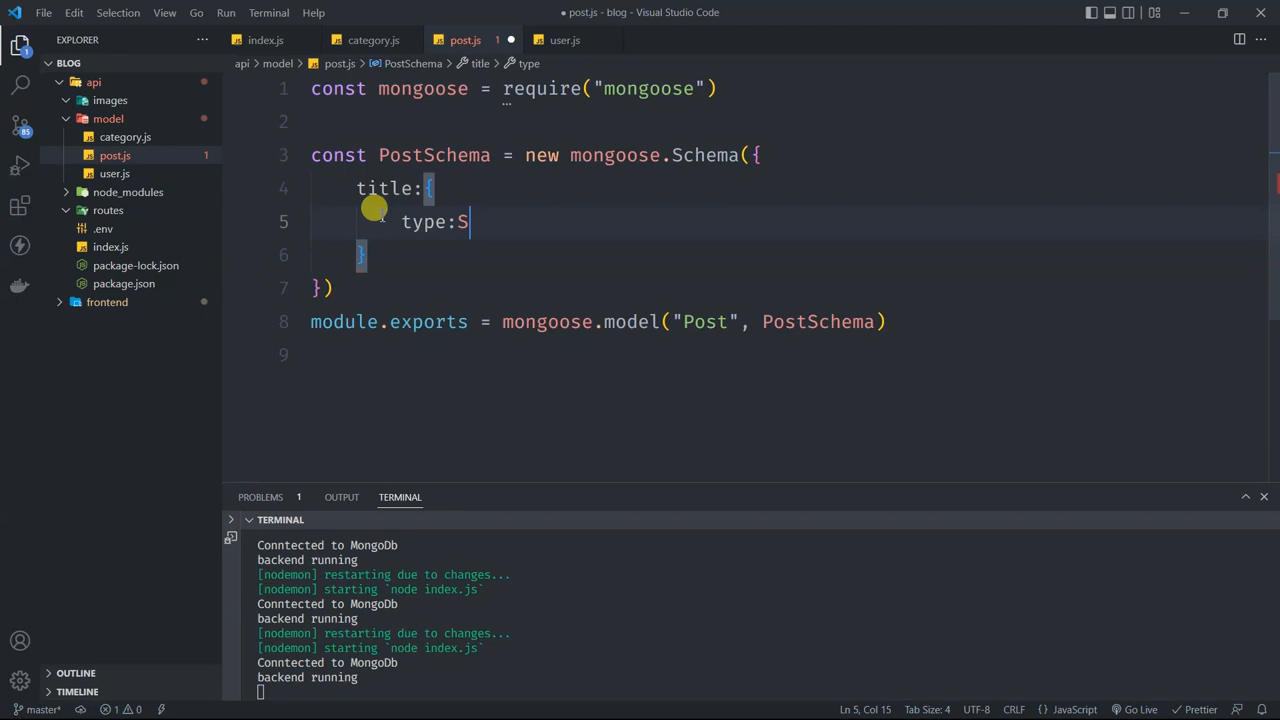 File Edit Selection View Go Run Terminal Help
● post.js - blog - Visual Studio Code
EXPLORER
BLOG
api
images
model
category.js
post.js 1
user.js
node_modules
routes
.env
index.js
package-lock.json
package.json
frontend
OUTLINE
TIMELINE
1
85
index.js category.js post.js 1 ● user.js
api > model > post.js > PostSchema > title > type
1 const mongoose = require("mongoose")
2
3 const PostSchema = new mongoose.Schema({
4 title:{
5 type:S
6 }
7 })
8 module.exports = mongoose.model("Post", PostSchema)
9
PROBLEMS 1 OUTPUT TERMINAL
TERMINAL
Conntected to MongoDb
backend running
[nodemon] restarting due to changes...
[nodemon] starting `node index.js`
Conntected to MongoDb
backend running
[nodemon] restarting due to changes...
[nodemon] starting `node index.js`
Conntected to MongoDb
backend running
master* 1 0 Ln 5, Col 15 Tab Size: 4 UTF-8 CRLF {} JavaScript Go Live Prettier